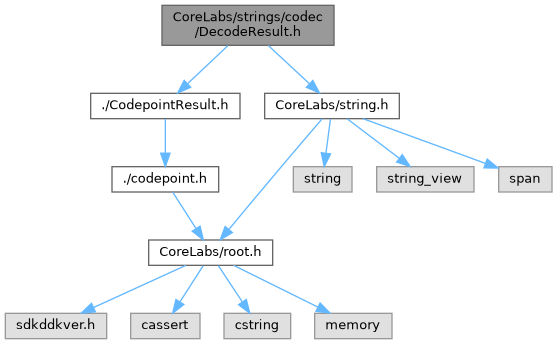 CoreLabs/strings/codec
/DecodeResult.h
./CodepointResult.h
CoreLabs/string.h
./codepoint.h
string
string_view
span
CoreLabs/root.h
sdkddkver.h
cassert
cstring
memory